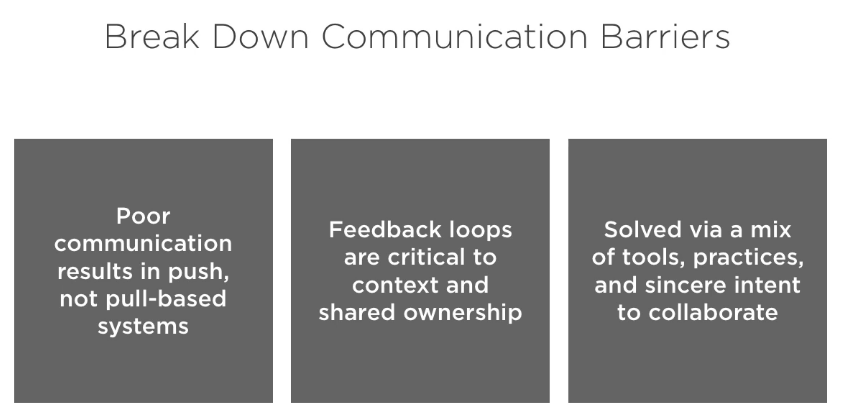 Break Down Communication Barriers
Poor
communication
results in push,
not pull-based
systems
Feedback loops
are critical to
context and
shared ownership
Solved via a mix
of tools, practices,
and sincere intent
to collaborate